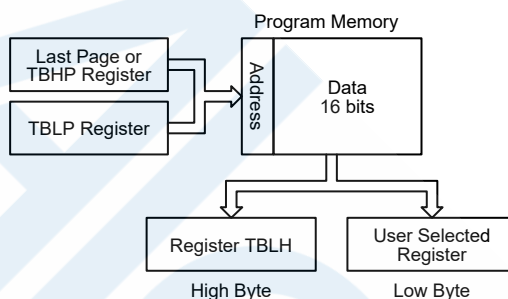 Program Memory
Last Page or
TBHP Register
TBLP Register
Address
Data
16 bits
Register TBLH
User Selected
Register
High Byte
Low Byte